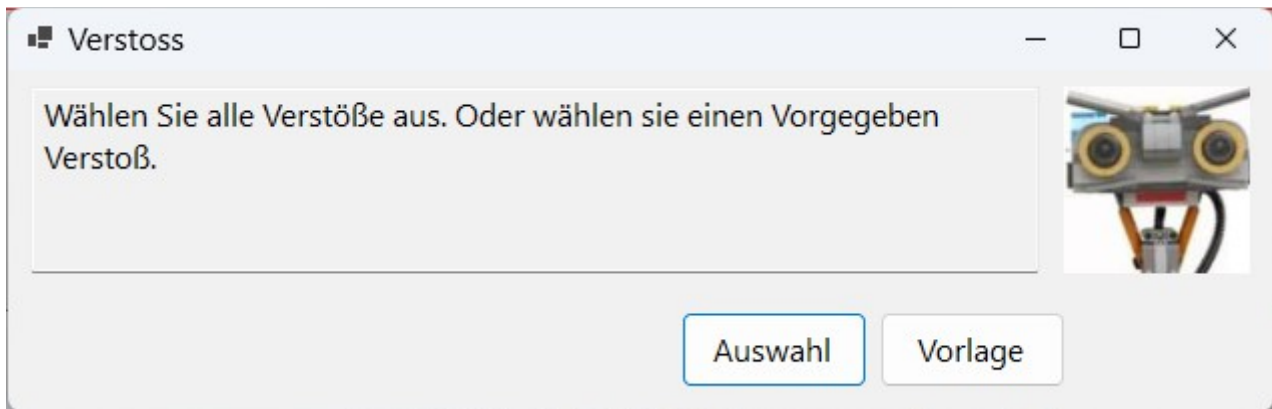 Verstoss
Wählen Sie alle Verstöße aus. Oder wählen sie einen Vorgegeben
Verstoß.
Auswahl Vorlage